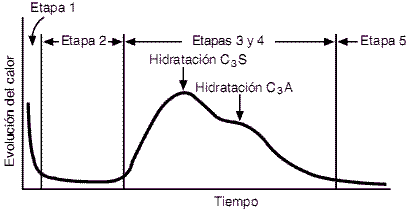 Etapa 1
Etapa 2
Etapas 3 y 4
Etapa 5
Hidratación C₃S
Hidratación C₃A
Evolución del calor
Tiempo